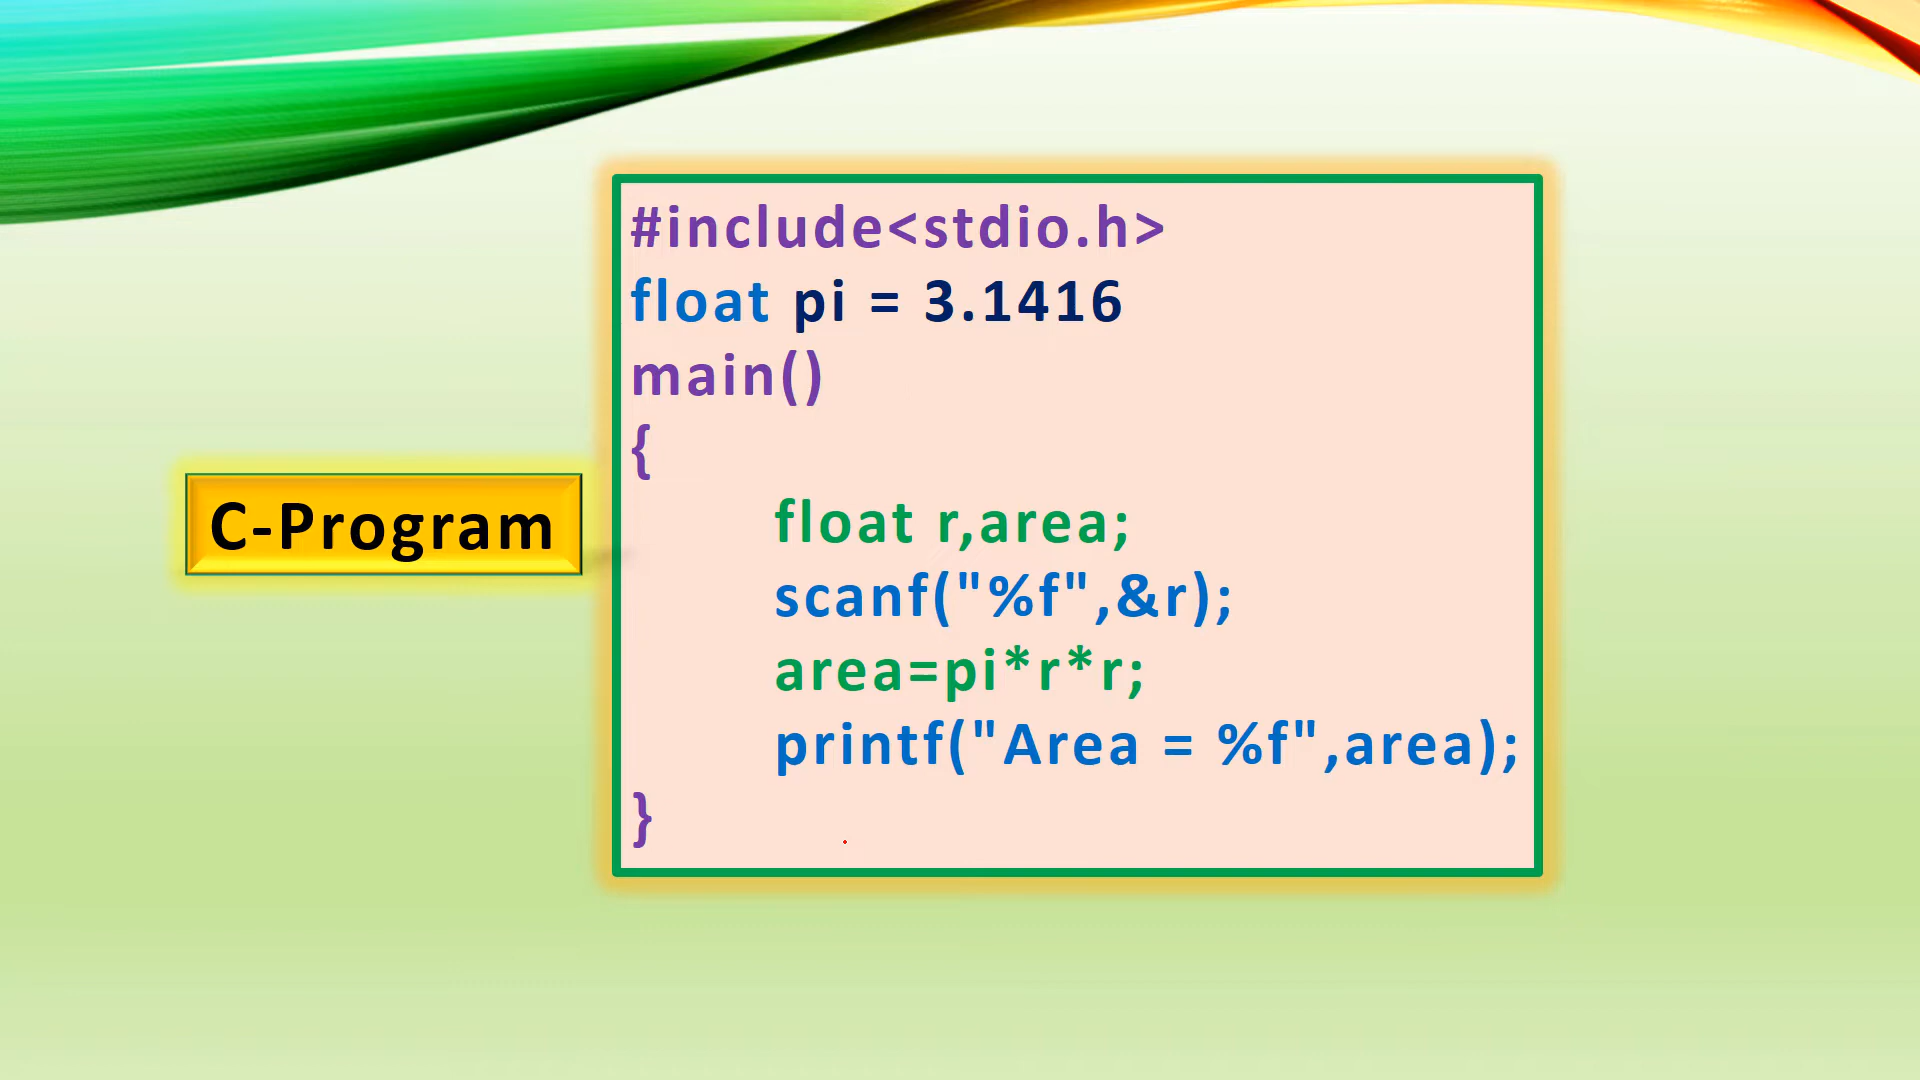 C-Program
#include<stdio.h>
float pi = 3.1416
main()
{
float r,area;
scanf("%f",&r);
area=pi*r*r;
printf("Area = %f",area);
}